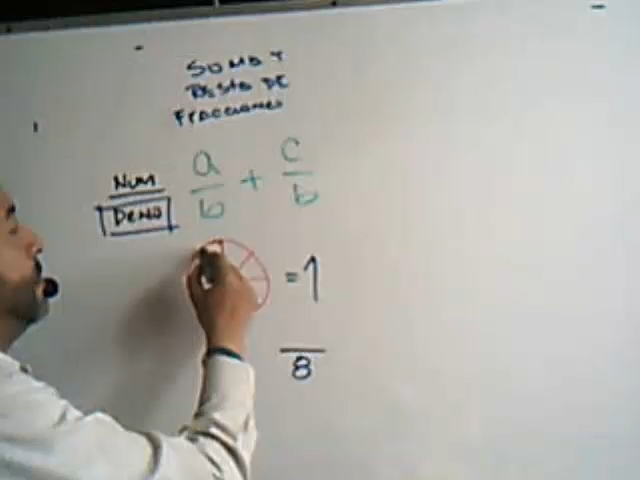 SUMA Y
RESTA DE
FRACCIONES
NUM
DENO
a/b + c/b
= 1
8